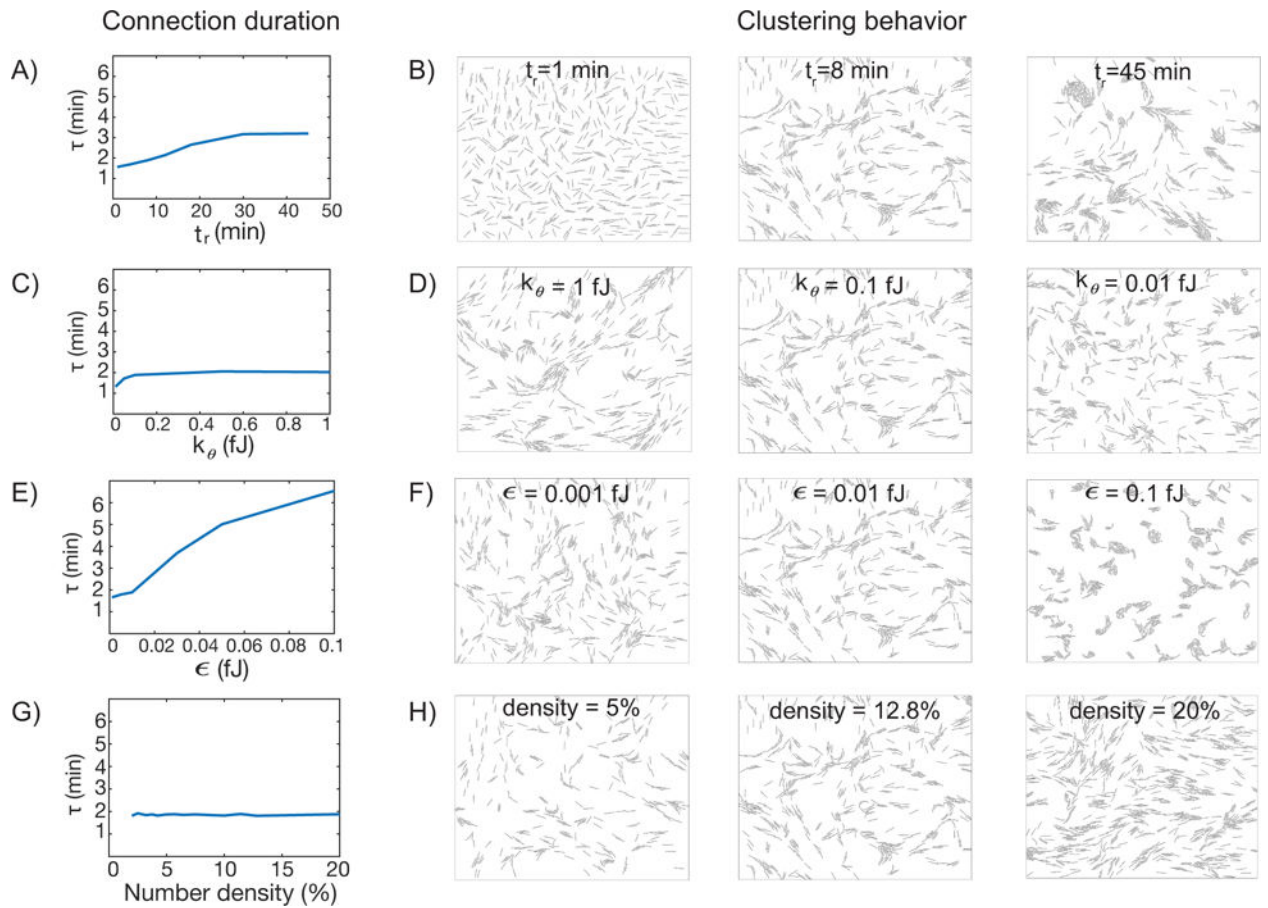 Connection duration
Clustering behavior
A)
6
5
4
3
2
1
τ (min)
0 10 20 30 40 50
t_r (min)
B)
t_r=1 min
t_r=8 min
t_r=45 min
C)
6
5
4
3
2
1
τ (min)
0 0.2 0.4 0.6 0.8 1
k_θ (fJ)
D)
k_θ = 1 fJ
k_θ = 0.1 fJ
k_θ = 0.01 fJ
E)
6
5
4
3
2
1
τ (min)
0 0.02 0.04 0.06 0.08 0.1
ϵ (fJ)
F)
ϵ = 0.001 fJ
ϵ = 0.01 fJ
ϵ = 0.1 fJ
G)
6
5
4
3
2
1
τ (min)
0 5 10 15 20
Number density (%)
H)
density = 5%
density = 12.8%
density = 20%